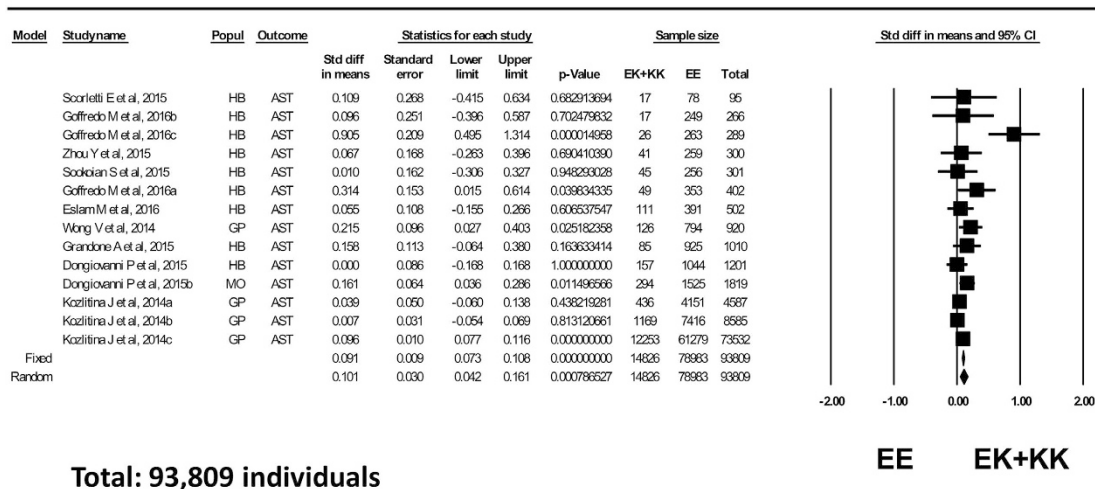 Model Study name Popul Outcome Statistics for each study Sample size Std diff in means and 95% CI
Std diff in means Standard error Lower limit Upper limit p-Value EK+KK EE Total
Scorletti E et al, 2015 HB AST 0.109 0.268 -0.415 0.634 0.682913694 17 78 95
Goffredo M et al, 2016b HB AST 0.096 0.251 -0.396 0.587 0.702479832 17 249 266
Goffredo M et al, 2016c HB AST 0.905 0.209 0.495 1.314 0.000014958 26 263 289
Zhou Y et al, 2015 HB AST 0.067 0.168 -0.263 0.396 0.690410390 41 259 300
Sookoian S et al, 2015 HB AST 0.010 0.162 -0.306 0.327 0.948293028 45 256 301
Goffredo M et al, 2016a HB AST 0.314 0.153 0.015 0.614 0.039834335 49 353 402
Eslam M et al, 2016 HB AST 0.055 0.108 -0.155 0.266 0.606537547 111 391 502
Wong V et al, 2014 GP AST 0.215 0.096 0.027 0.403 0.025182358 126 794 920
Grandone A et al, 2015 HB AST 0.158 0.113 -0.064 0.380 0.163633414 85 925 1010
Dongiovanni P et al, 2015 HB AST 0.000 0.086 -0.168 0.168 1.000000000 157 1044 1201
Dongiovanni P et al, 2015b MO AST 0.161 0.064 0.036 0.286 0.011496566 294 1525 1819
Kozlitina J et al, 2014a GP AST 0.039 0.050 -0.060 0.138 0.438219281 436 4151 4587
Kozlitina J et al, 2014b GP AST 0.007 0.031 -0.054 0.069 0.813120661 1169 7416 8585
Kozlitina J et al, 2014c GP AST 0.096 0.010 0.077 0.116 0.000000000 12253 61279 73532
Fixed 0.091 0.009 0.073 0.108 0.000000000 14826 78983 93809
Random 0.101 0.030 0.042 0.161 0.000786527 14826 78983 93809
-2.00 -1.00 0.00 1.00 2.00
EE EK+KK
Total: 93,809 individuals